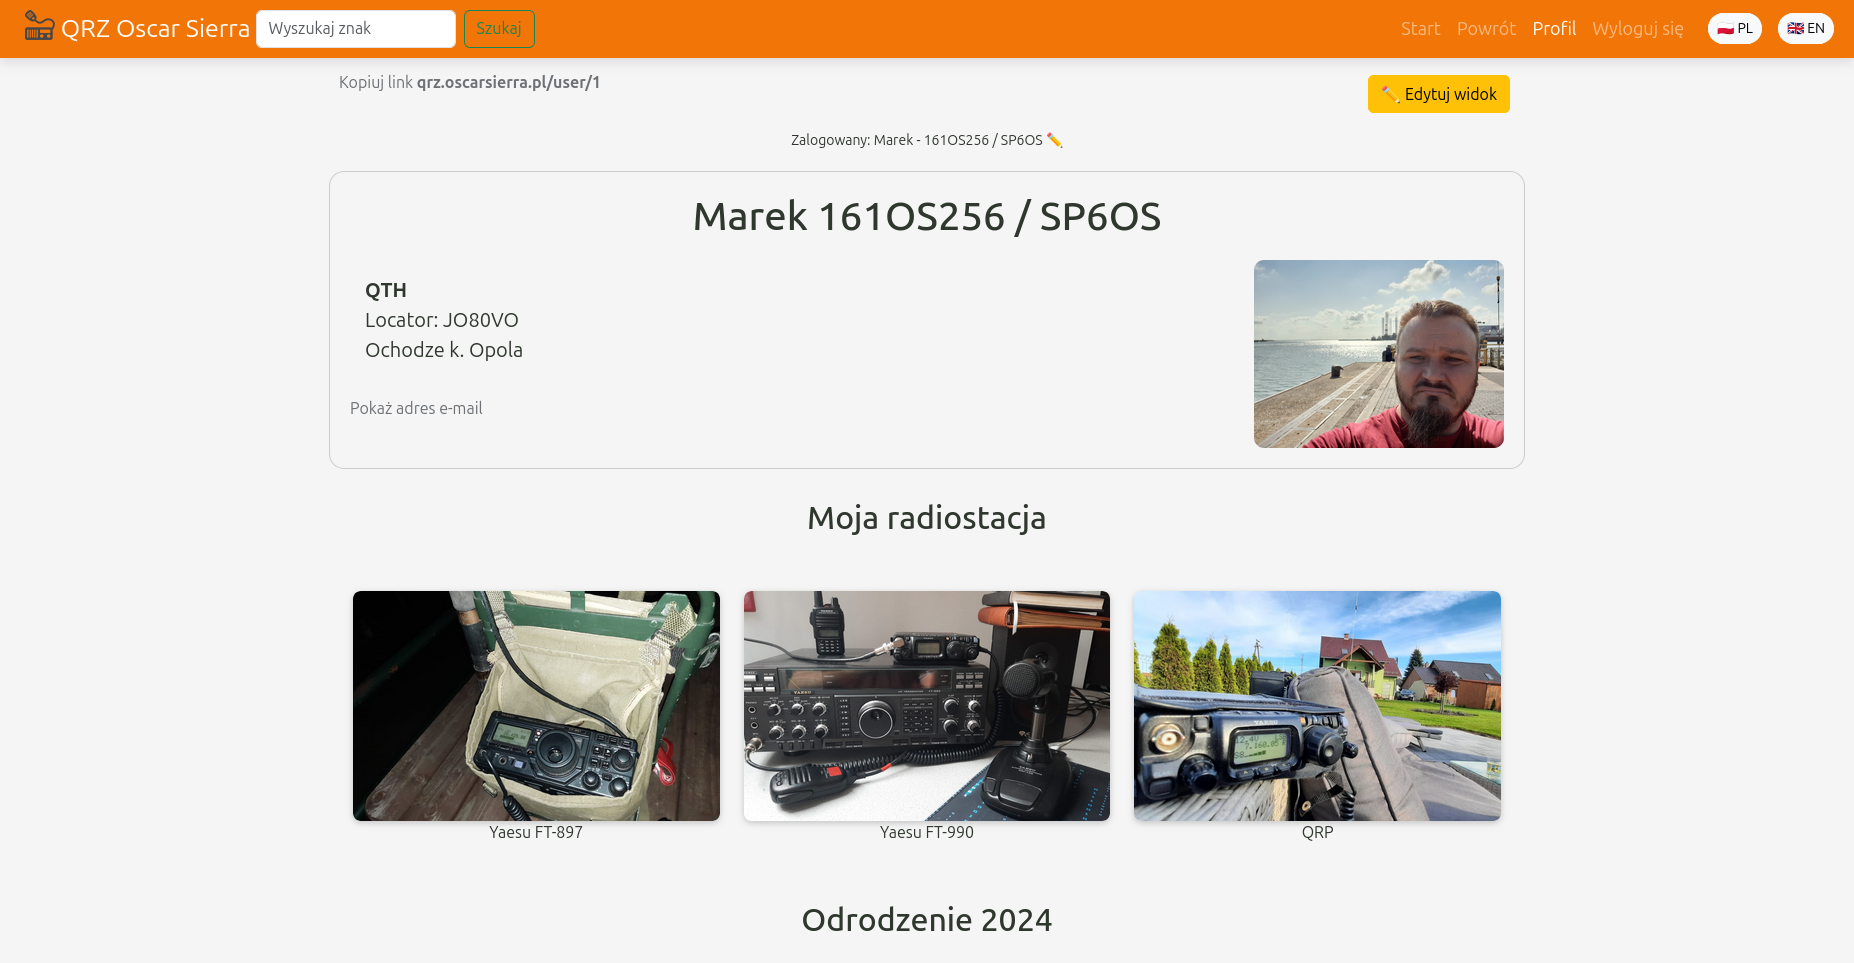 QRZ Oscar Sierra
Wyszukaj znak
Szukaj
Start
Powrót
Profil
Wyloguj się
🇵🇱 PL
🇬🇧 EN
Kopiuj link qrz.oscarsierra.pl/user/1
✏️ Edytuj widok
Zalogowany: Marek - 161OS256 / SP6OS ✏️
Marek 161OS256 / SP6OS
QTH
Locator: JO80VO
Ochodze k. Opola
Pokaż adres e-mail
Moja radiostacja
YAESU
YAESU
Yaesu FT-897
Yaesu FT-990
QRP
Odrodzenie 2024